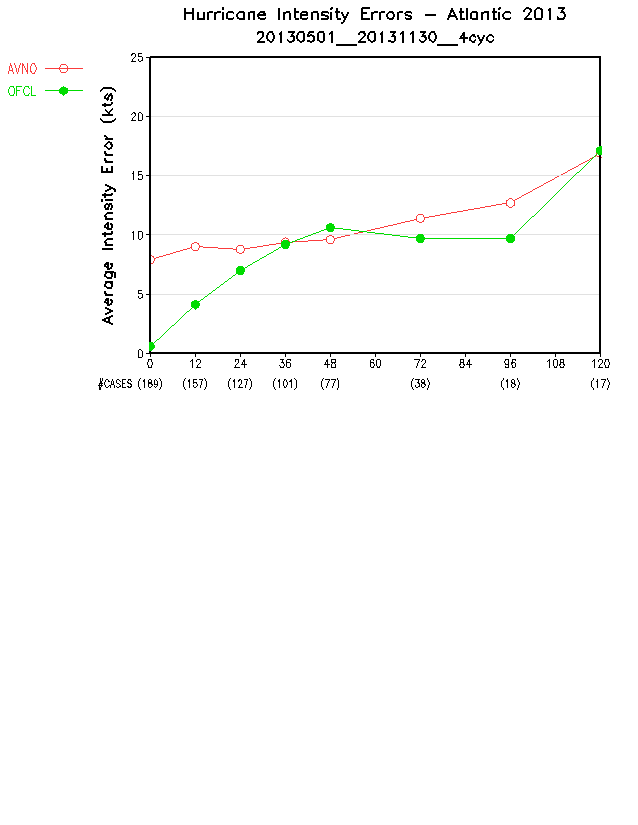 Hurricane Intensity Errors - Atlantic 2013
20130501__20131130__4cyc
AVNO
OFCL
Average Intensity Error (kts)
25
20
15
10
5
0
0 12 24 36 48 60 72 84 96 108 120
#CASES (189) (157) (127) (101) (77) (38) (18) (17)